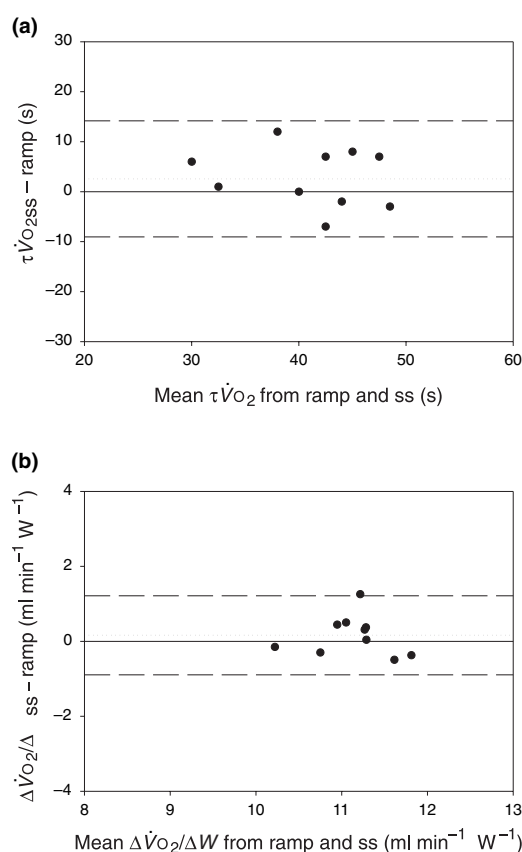 (a)
30
20
10
0
–10
–20
–30
τV̇O₂ss – ramp (s)
20 30 40 50 60
Mean τV̇O₂ from ramp and ss (s)
(b)
4
2
0
–2
–4
ΔV̇O₂/Δ ss – ramp (ml min⁻¹ W⁻¹)
8 9 10 11 12 13
Mean ΔV̇O₂/ΔW from ramp and ss (ml min⁻¹ W⁻¹)